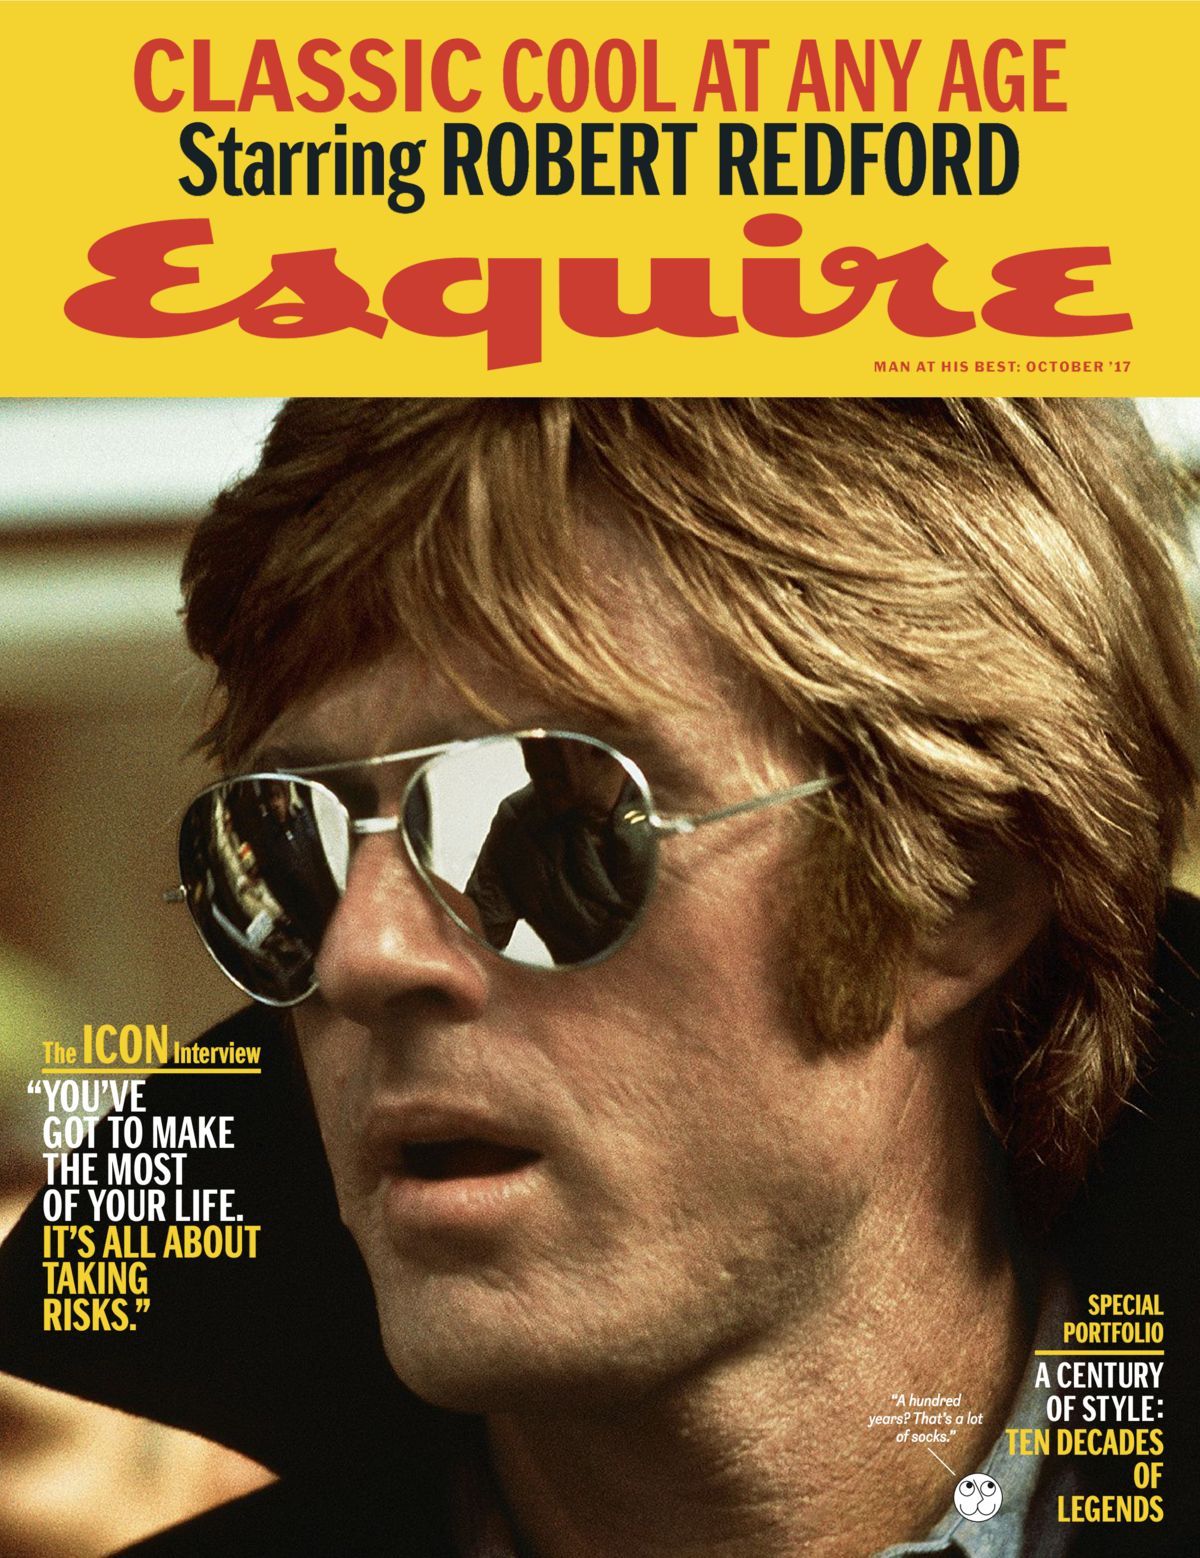 CLASSIC COOL AT ANY AGE
Starring ROBERT REDFORD
Esquire
MAN AT HIS BEST: OCTOBER ’17
The ICON Interview
“YOU’VE
GOT TO MAKE
THE MOST
OF YOUR LIFE.
IT’S ALL ABOUT
TAKING
RISKS.”
SPECIAL
PORTFOLIO
A CENTURY
OF STYLE:
TEN DECADES
OF
LEGENDS
“A hundred
years? That’s a lot
of socks.”